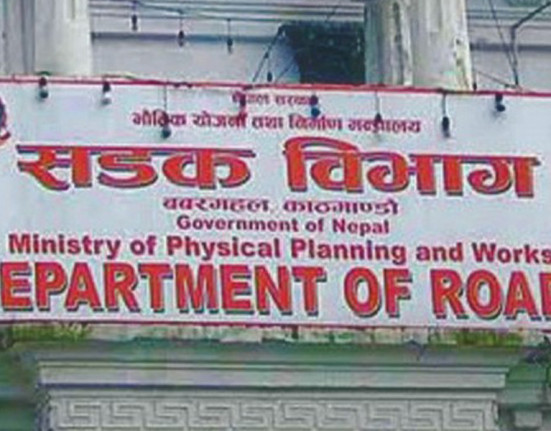 नेपाल सरकार
भौतिक योजना तथा निर्माण मन्त्रालय
सडक विभाग
बबरमहल, काठमाण्डौ
Government of Nepal
Ministry of Physical Planning and Works
EPARTMENT OF ROA